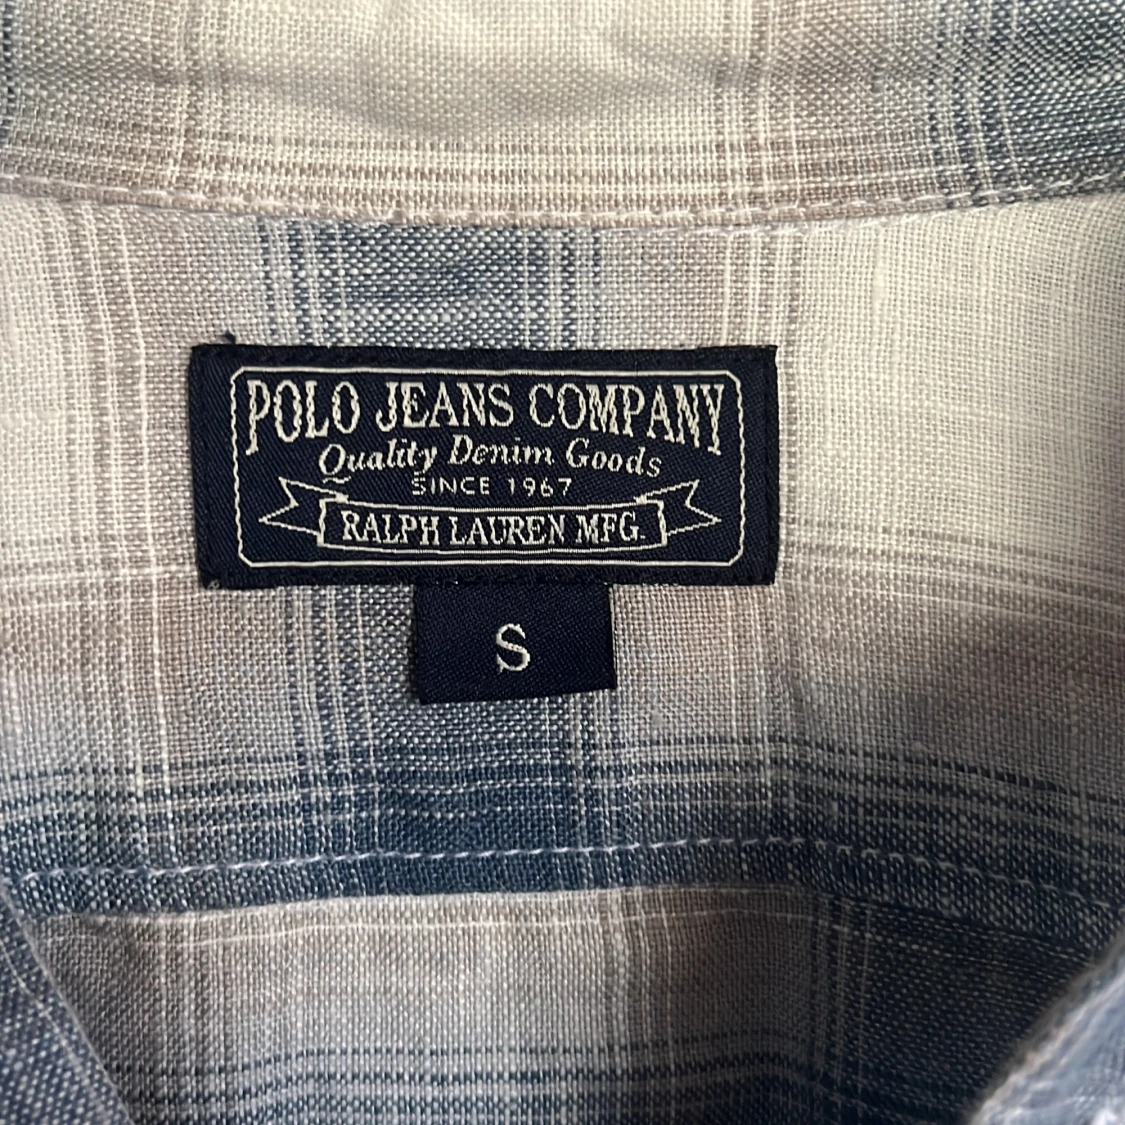 POLO JEANS COMPANY
Quality Denim Goods
SINCE 1967
RALPH LAUREN MFG.
S